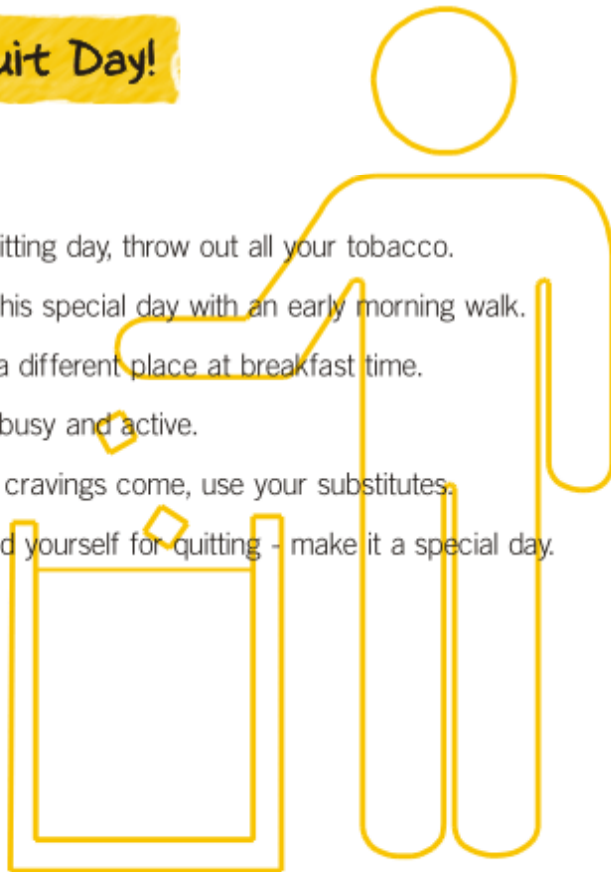 uit Day!
itting day, throw out all your tobacco.
his special day with an early morning walk.
a different place at breakfast time.
busy and active.
cravings come, use your substitutes.
d yourself for quitting - make it a special day.